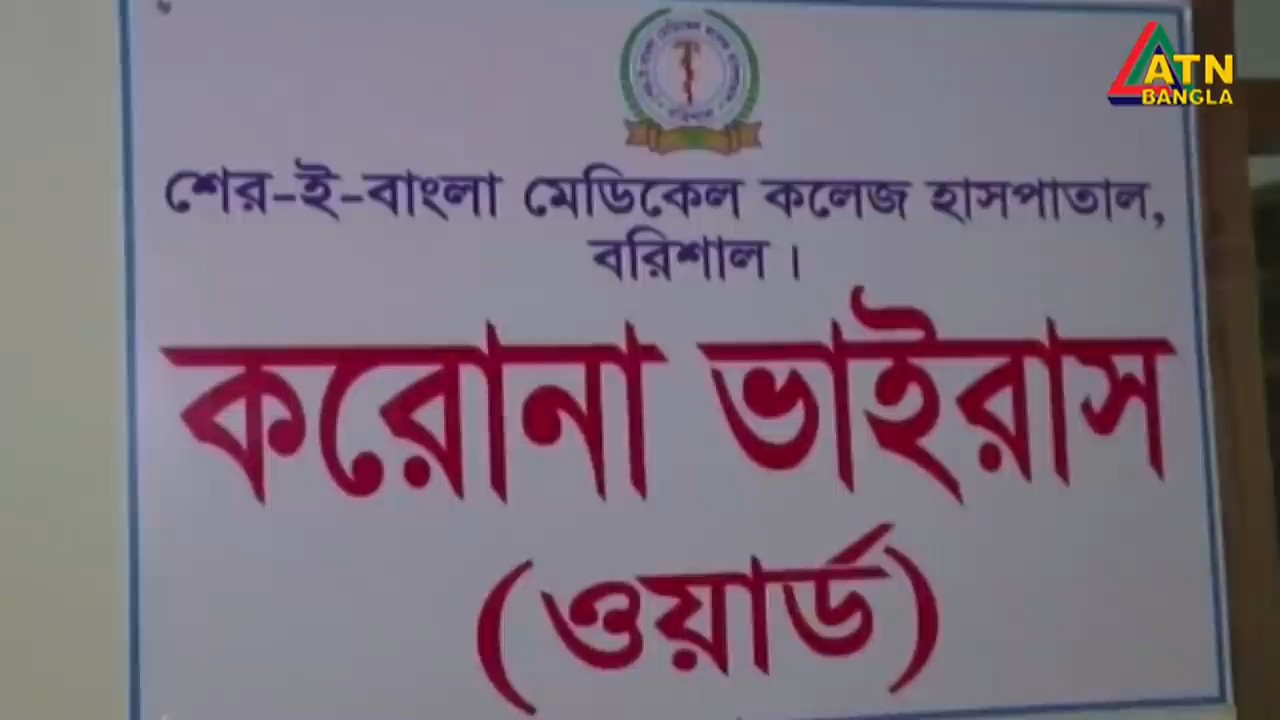 ATN
BANGLA
শের-ই-বাংলা মেডিকেল কলেজ হাসপাতাল,
বরিশাল।
করোনা ভাইরাস
(ওয়ার্ড)